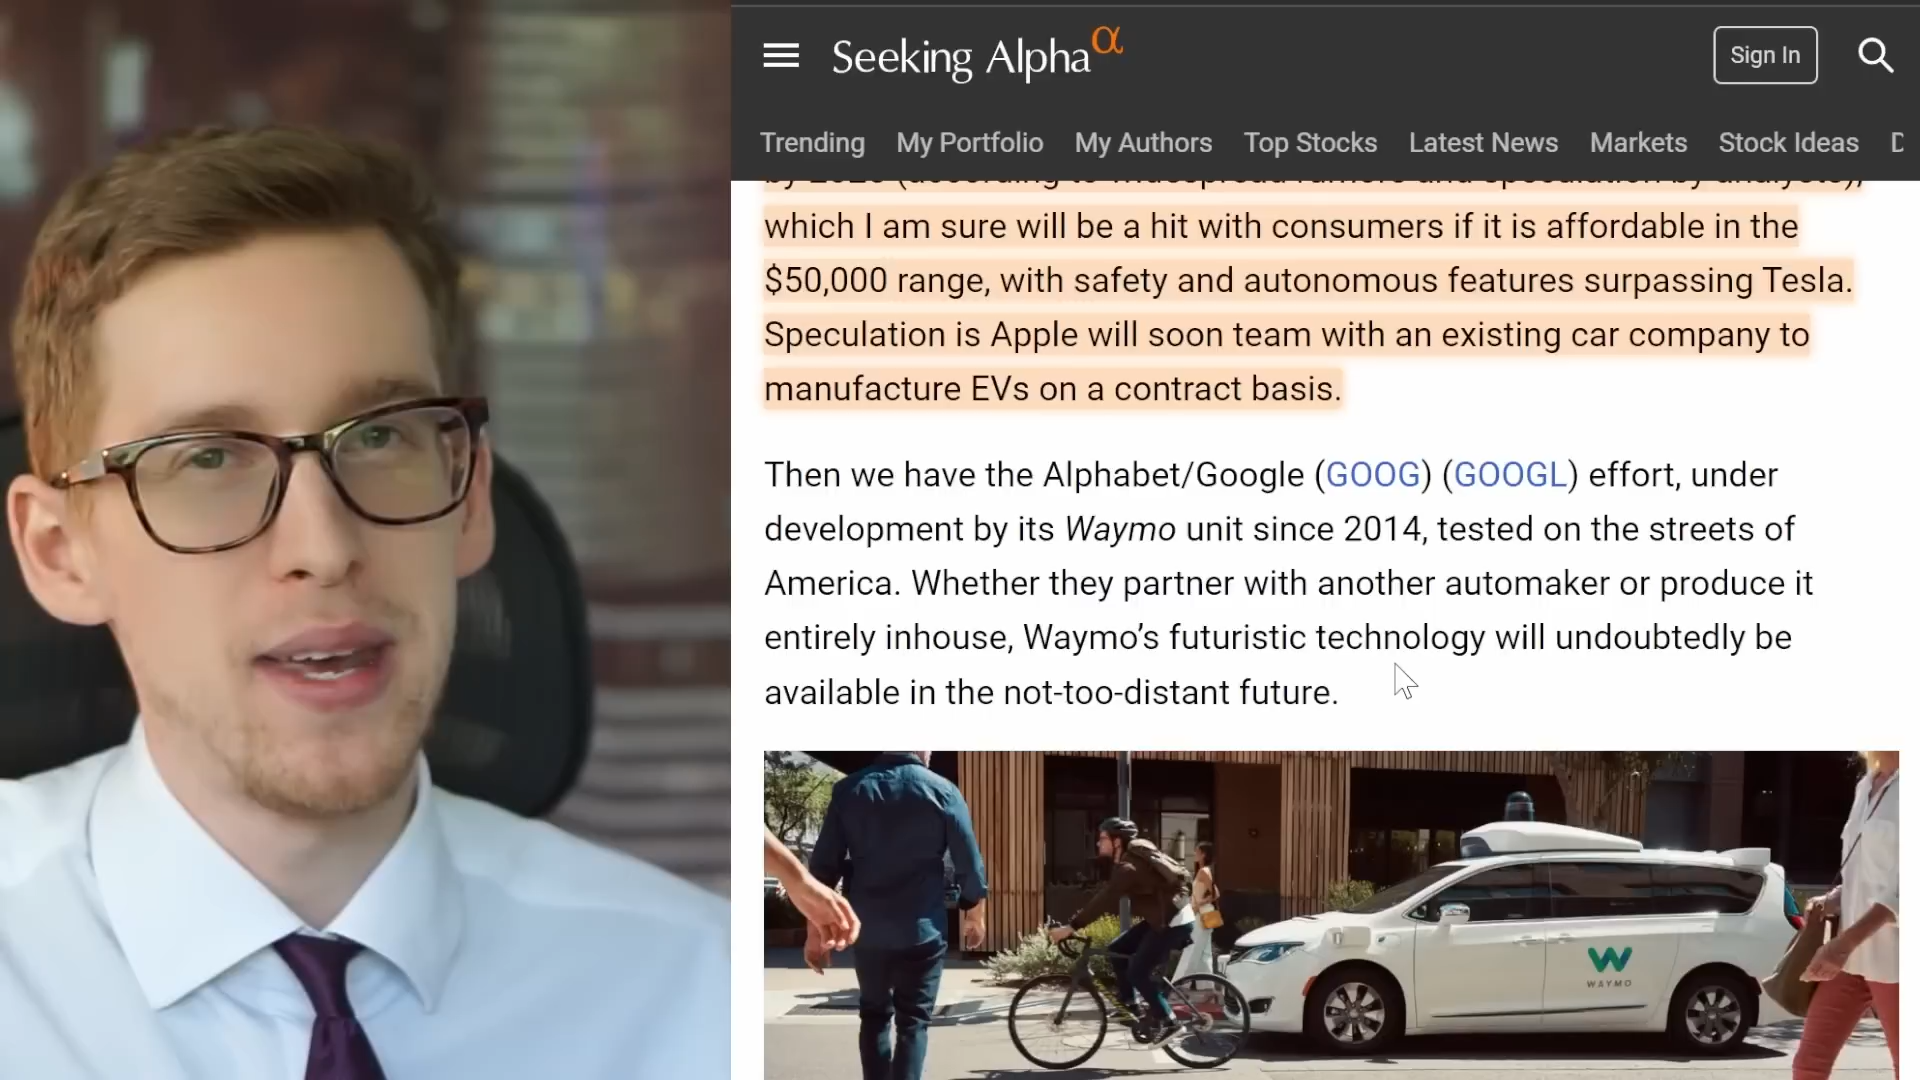 Seeking Alpha α
Sign In
Trending My Portfolio My Authors Top Stocks Latest News Markets Stock Ideas D
which I am sure will be a hit with consumers if it is affordable in the
$50,000 range, with safety and autonomous features surpassing Tesla.
Speculation is Apple will soon team with an existing car company to
manufacture EVs on a contract basis.
Then we have the Alphabet/Google (GOOG) (GOOGL) effort, under
development by its Waymo unit since 2014, tested on the streets of
America. Whether they partner with another automaker or produce it
entirely inhouse, Waymo’s futuristic technology will undoubtedly be
available in the not-too-distant future.
WAYMO